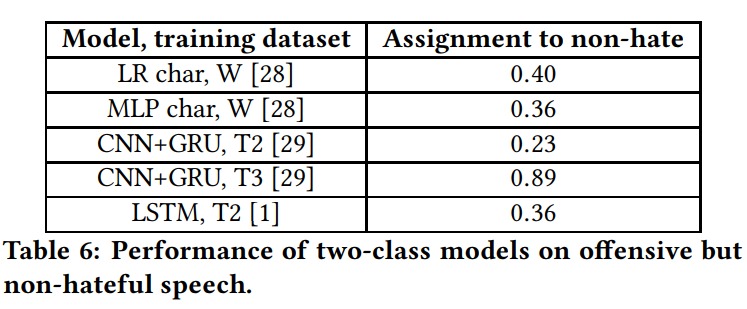 Model, training dataset Assignment to non-hate
LR char, W [28] 0.40
MLP char, W [28] 0.36
CNN+GRU, T2 [29] 0.23
CNN+GRU, T3 [29] 0.89
LSTM, T2 [1] 0.36
Table 6: Performance of two-class models on offensive but
non-hateful speech.